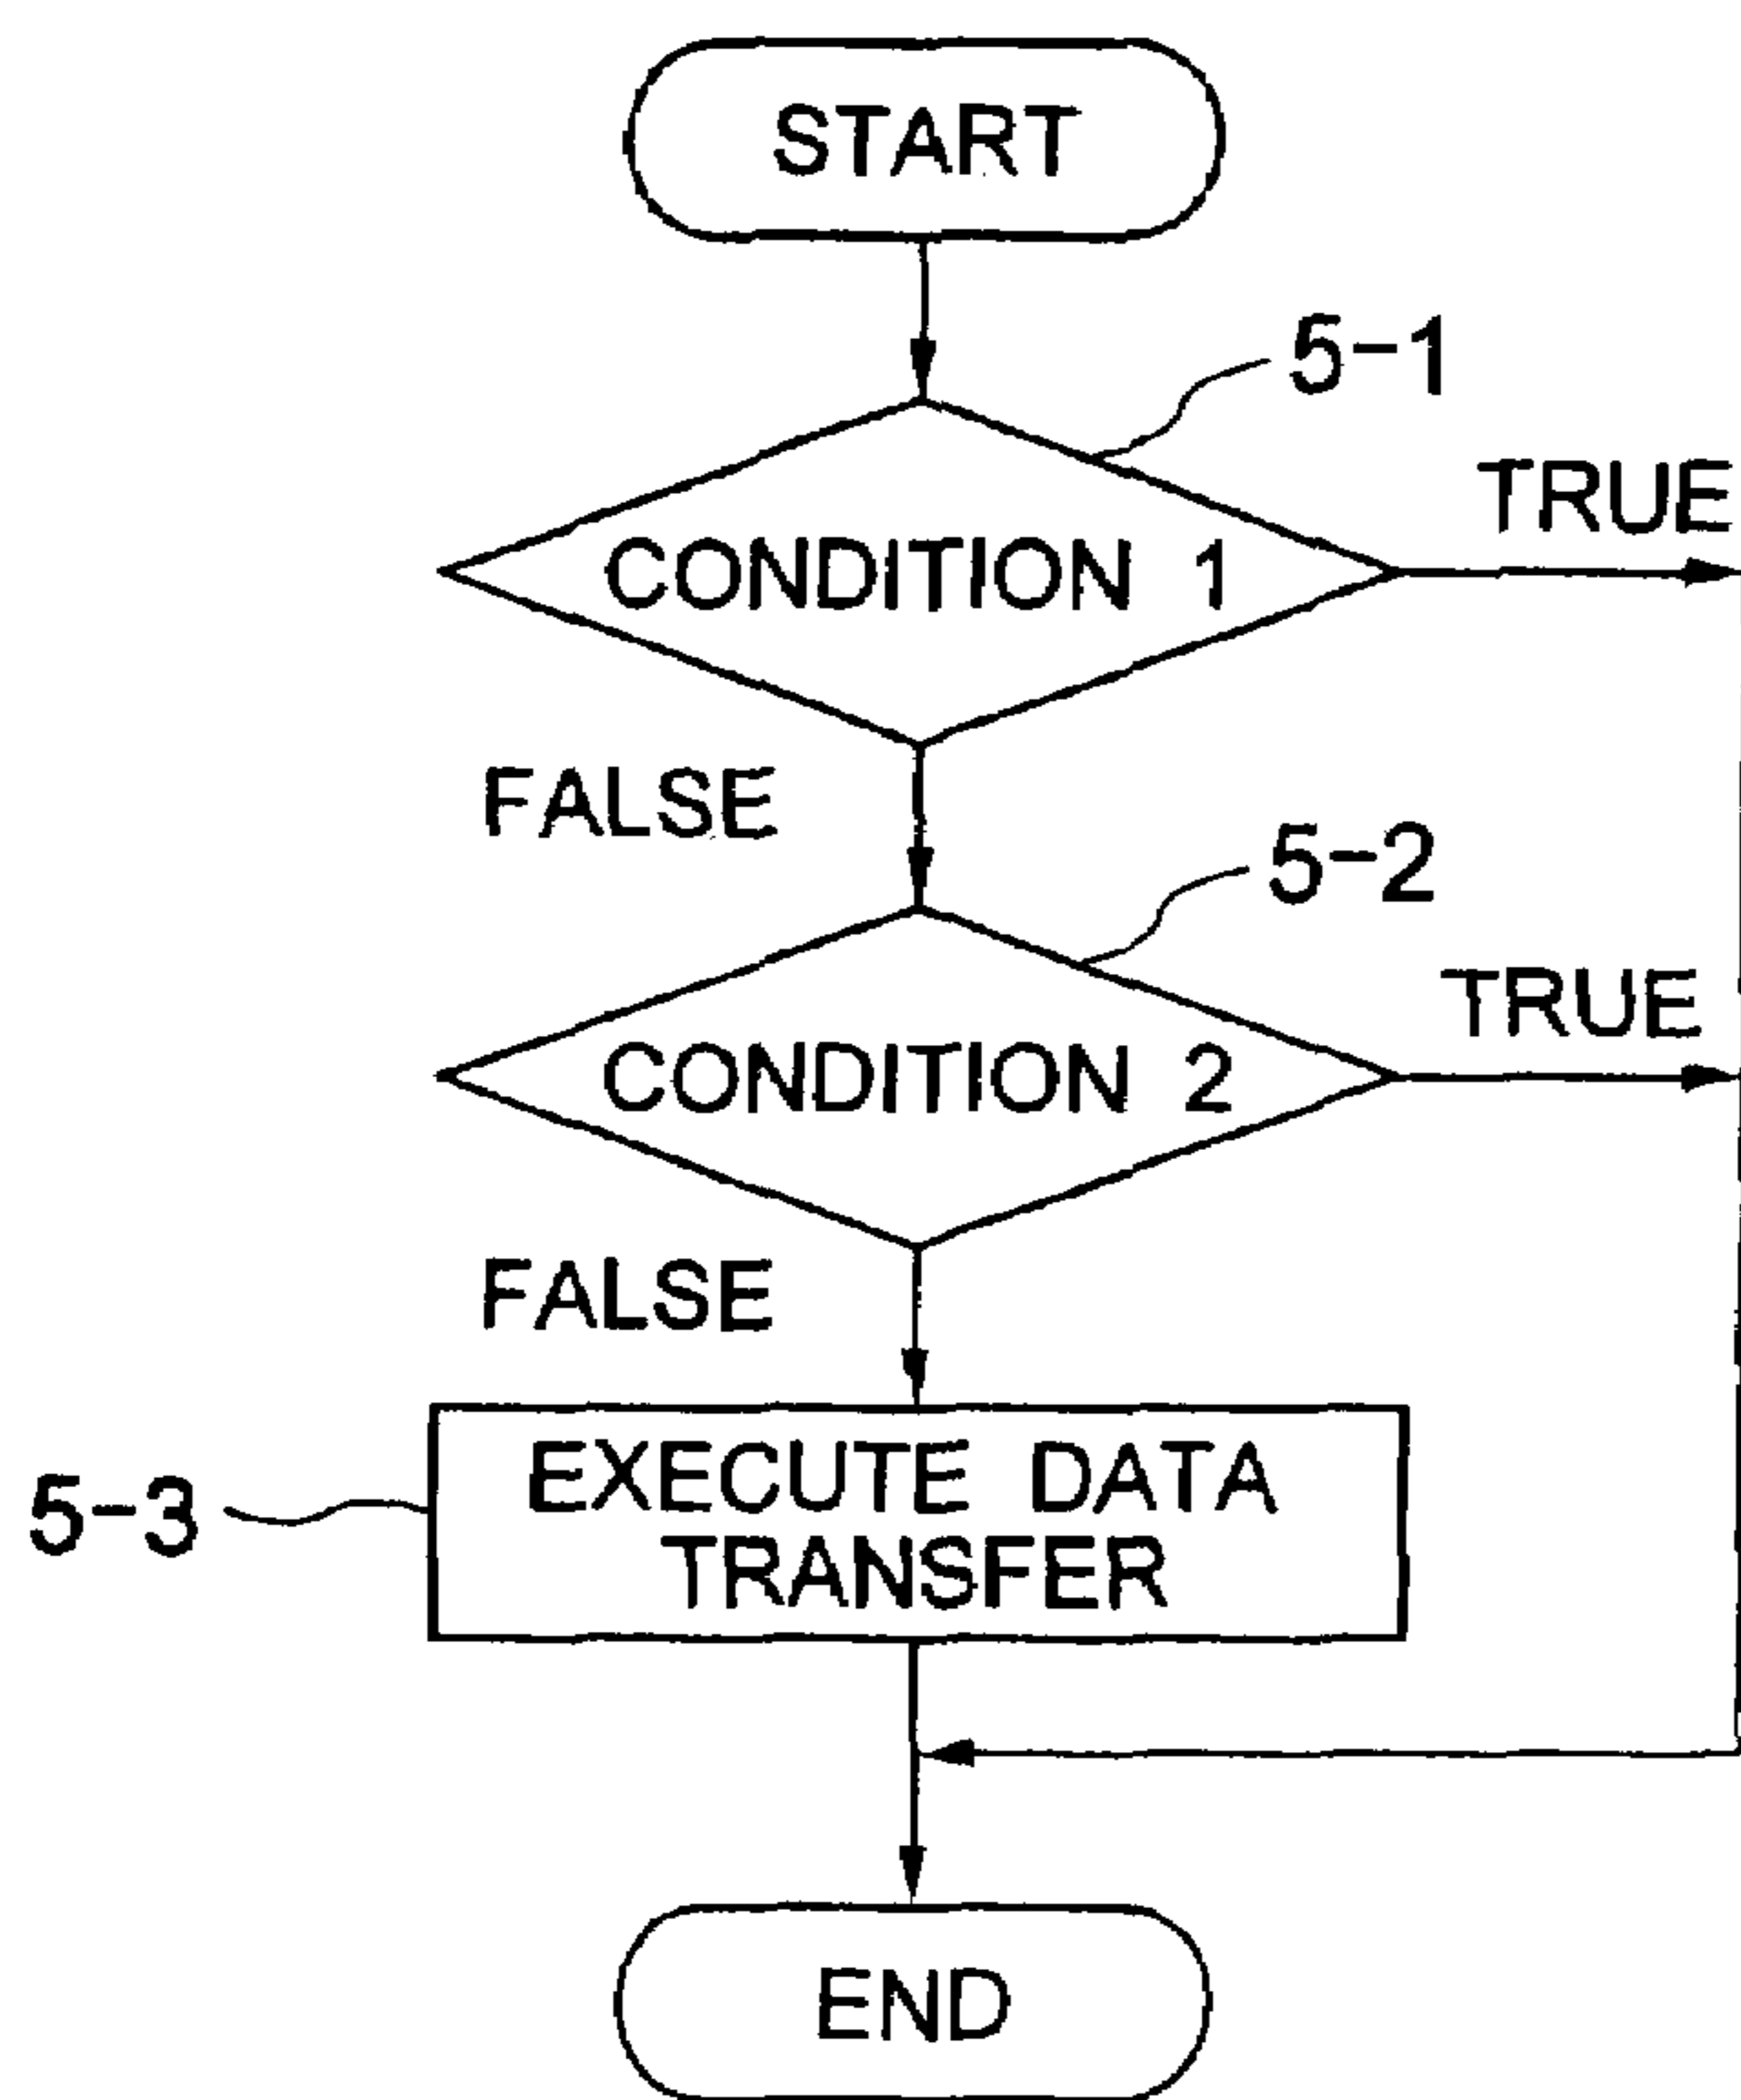 START
5-1
TRUE
CONDITION 1
FALSE
5-2
TRUE
CONDITION 2
FALSE
EXECUTE DATA
TRANSFER
5-3
END